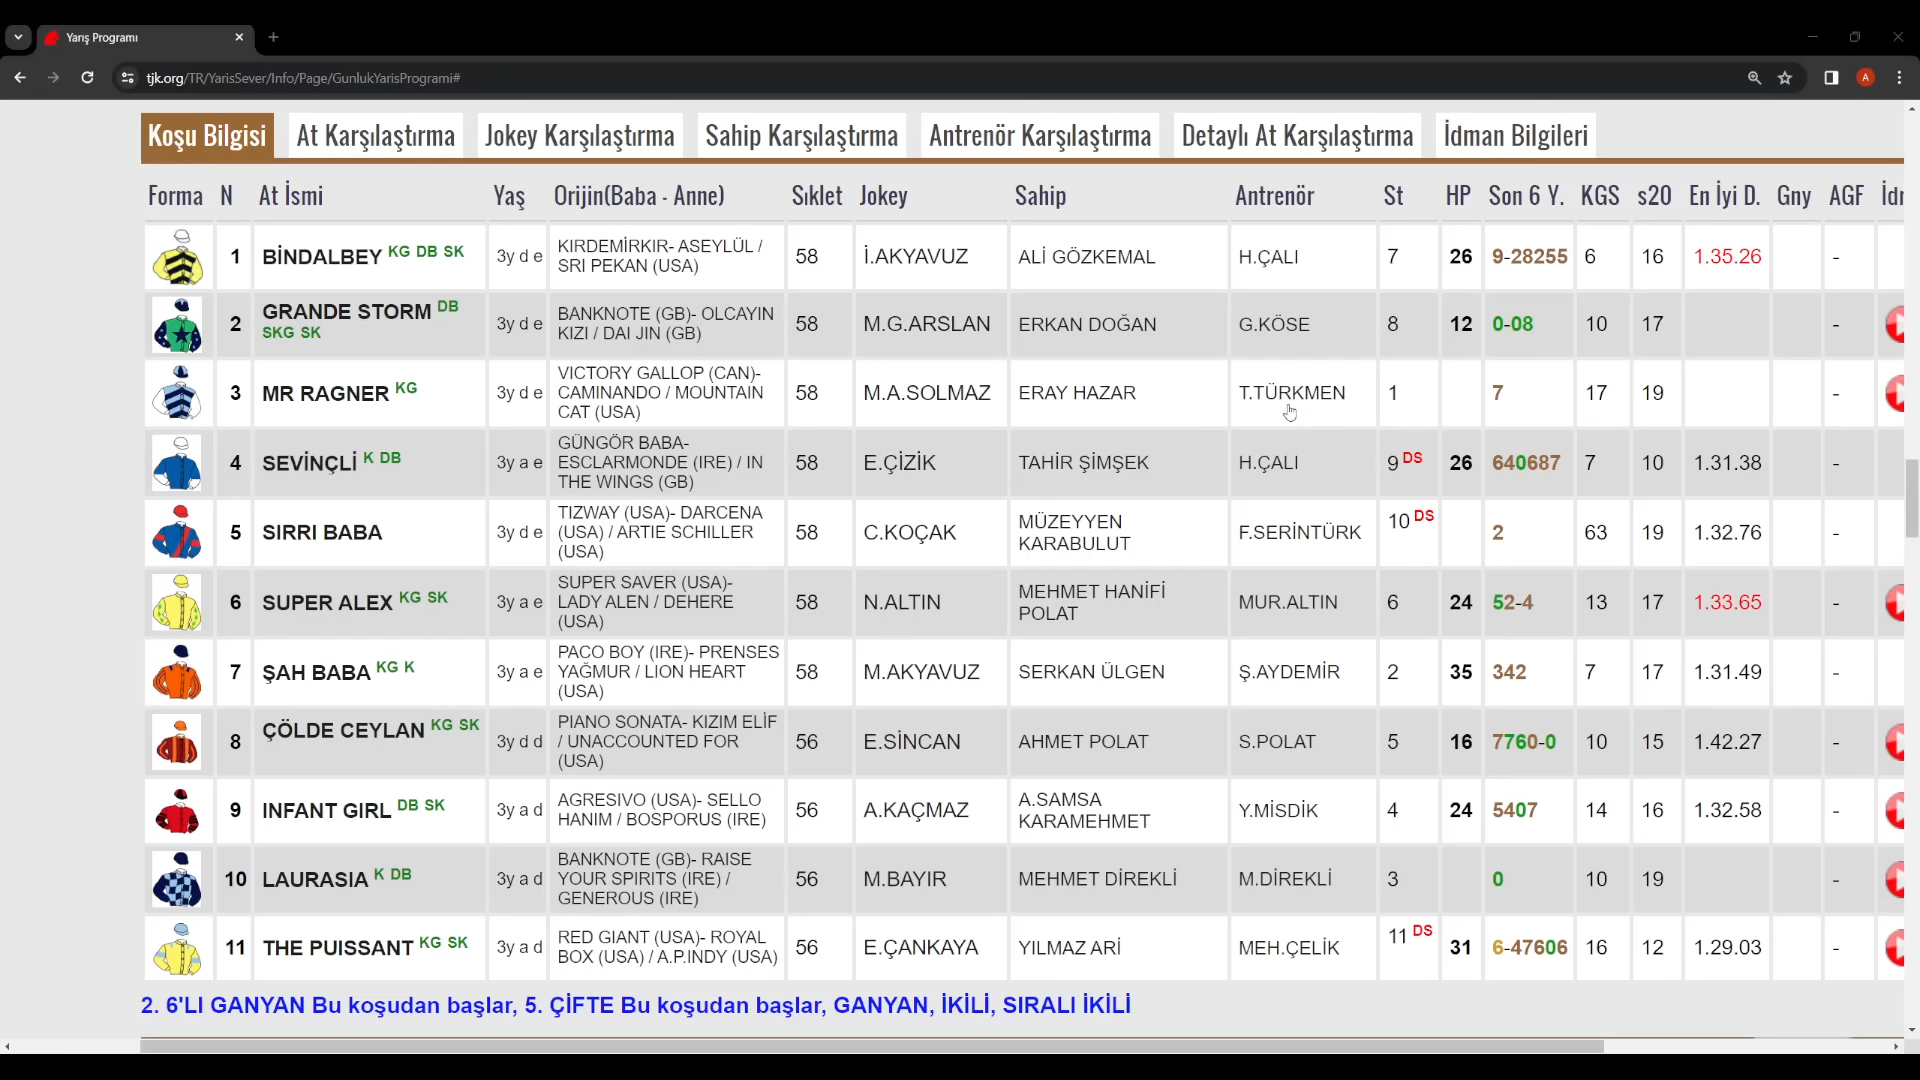 Yarış Programı
tjk.org/TR/YarisSever/Info/Page/GunlukYarisProgrami#
A
Koşu Bilgisi At Karşılaştırma Jokey Karşılaştırma Sahip Karşılaştırma Antrenör Karşılaştırma Detaylı At Karşılaştırma İdman Bilgileri
Forma N At İsmi Yaş Orijin(Baba - Anne) Sıklet Jokey Sahip Antrenör St HP Son 6 Y. KGS s20 En İyi D. Gny AGF
1 BİNDALBEY KG DB SK 3y d e KIRDEMİRKIR- ASEYLÜL / 58 İ.AKYAVUZ ALİ GÖZKEMAL H.ÇALI 7 26 9-28255 6 16 1.35.26 -
SRI PEKAN (USA)
2 GRANDE STORM DB 3y d e BANKNOTE (GB)- OLCAYIN 58 M.G.ARSLAN ERKAN DOĞAN G.KÖSE 8 12 0-08 10 17 -
SKG SK KIZI / DAI JIN (GB)
3 MR RAGNER KG 3y d e VICTORY GALLOP (CAN)- 58 M.A.SOLMAZ ERAY HAZAR T.TÜRKMEN 1 7 17 19 -
CAMINANDO / MOUNTAIN
CAT (USA)
4 SEVİNÇLİ K DB 3y a e GÜNGÖR BABA- 58 E.ÇİZİK TAHİR ŞİMŞEK H.ÇALI 9 DS 26 640687 7 10 1.31.38 -
ESCLARMONDE (IRE) / IN
THE WINGS (GB)
5 SIRRI BABA 3y d e TIZWAY (USA)- DARCENA 58 C.KOÇAK MÜZEYYEN F.SERİNTÜRK 10 DS 2 63 19 1.32.76 -
(USA) / ARTIE SCHILLER KARABULUT
(USA)
6 SUPER ALEX KG SK 3y a e SUPER SAVER (USA)- 58 N.ALTIN MEHMET HANİFİ MUR.ALTIN 6 24 52-4 13 17 1.33.65 -
LADY ALEN / DEHERE POLAT
(USA)
7 ŞAH BABA KG K 3y a e PACO BOY (IRE)- PRENSES 58 M.AKYAVUZ SERKAN ÜLGEN Ş.AYDEMİR 2 35 342 7 17 1.31.49 -
YAĞMUR / LION HEART
(USA)
8 ÇÖLDE CEYLAN KG SK 3y d d PIANO SONATA- KIZIM ELİF 56 E.SİNCAN AHMET POLAT S.POLAT 5 16 7760-0 10 15 1.42.27 -
/ UNACCOUNTED FOR
(USA)
9 INFANT GIRL DB SK 3y a d AGRESIVO (USA)- SELLO 56 A.KAÇMAZ A.SAMSA Y.MİSDİK 4 24 5407 14 16 1.32.58 -
HANIM / BOSPORUS (IRE) KARAMEHMET
10 LAURASIA K DB 3y a d BANKNOTE (GB)- RAISE 56 M.BAYIR MEHMET DİREKLİ M.DİREKLİ 3 0 10 19 -
YOUR SPIRITS (IRE) /
GENEROUS (IRE)
11 THE PUISSANT KG SK 3y a d RED GIANT (USA)- ROYAL 56 E.ÇANKAYA YILMAZ ARİ MEH.ÇELİK 11 DS 31 6-47606 16 12 1.29.03 -
BOX (USA) / A.P.INDY (USA)
2. 6'LI GANYAN Bu koşudan başlar, 5. ÇİFTE Bu koşudan başlar, GANYAN, İKİLİ, SIRALI İKİLİ